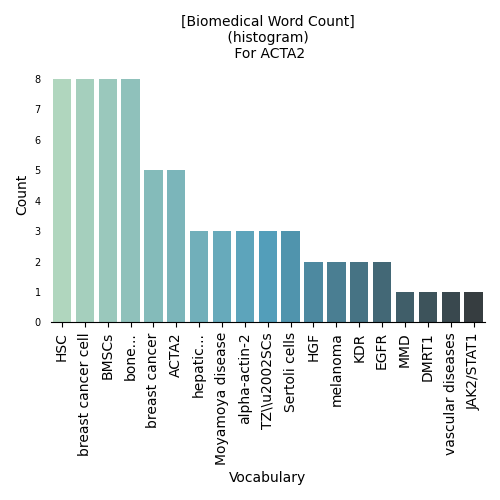 [Biomedical Word Count]
(histogram)
For ACTA2
Count
8
7
6
5
4
3
2
1
0
HSC
breast cancer cell
BMSCs
bone...
breast cancer
ACTA2
hepatic...
Moyamoya disease
alpha-actin-2
TZ\\u2002SCs
Sertoli cells
HGF
melanoma
KDR
EGFR
MMD
DMRT1
vascular diseases
JAK2/STAT1
Vocabulary